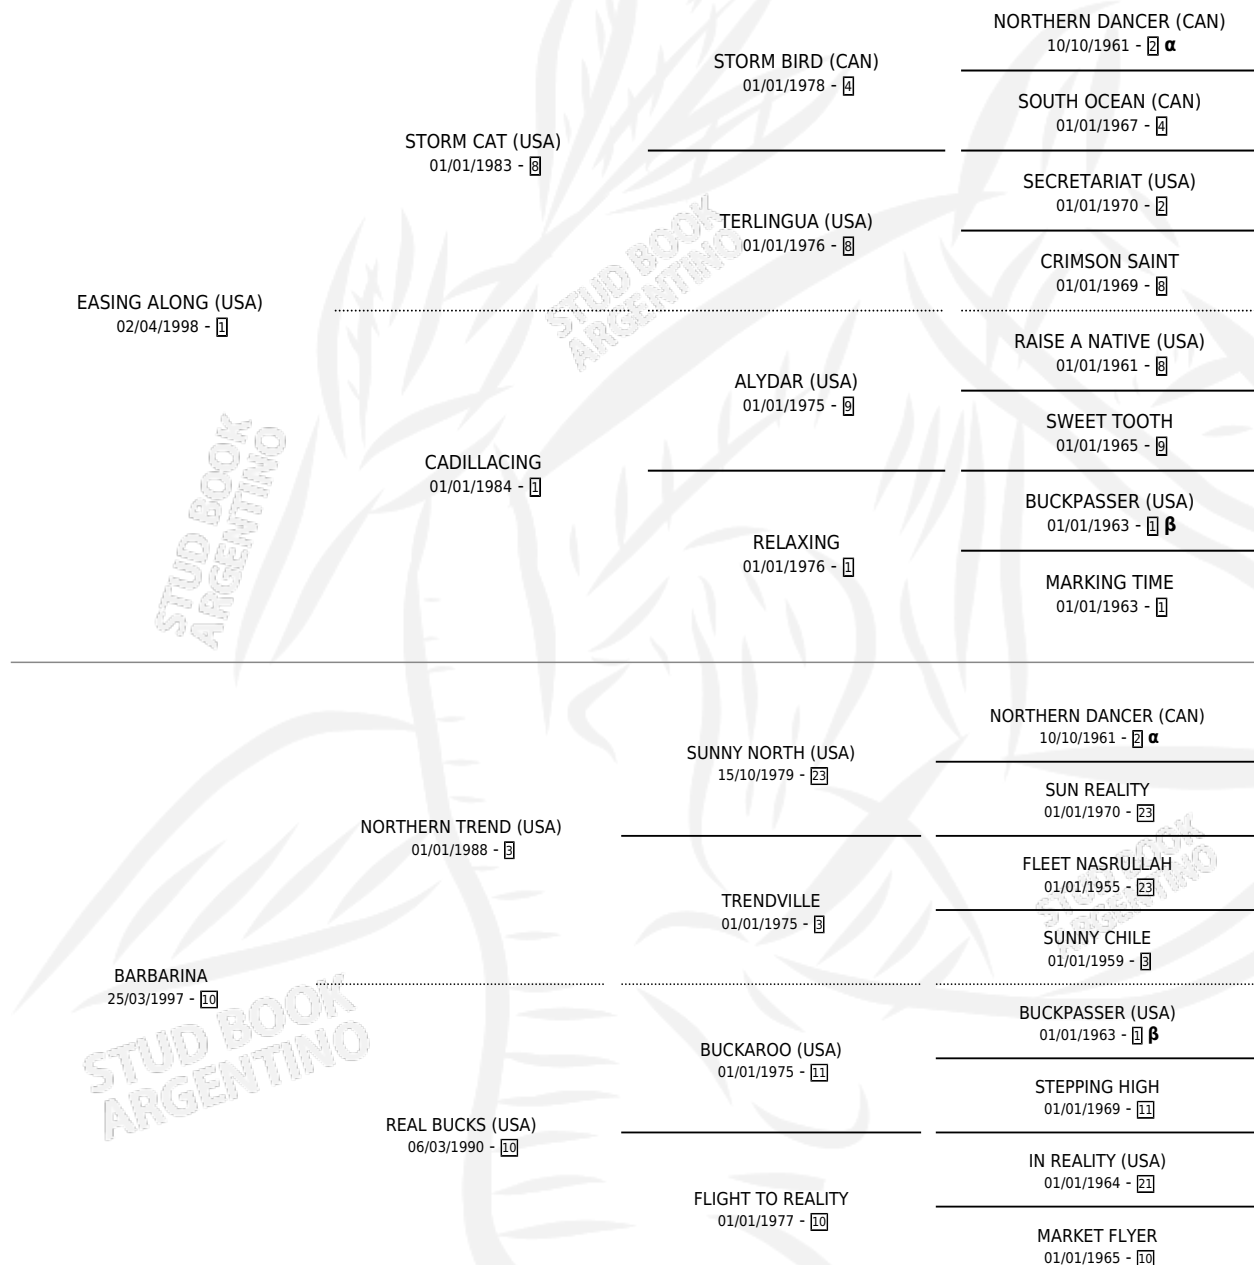 NORTHERN DANCER (CAN)
10/10/1961 - 2 α
STORM BIRD (CAN)
01/01/1978 - 4
SOUTH OCEAN (CAN)
01/01/1967 - 4
STORM CAT (USA)
01/01/1983 - 8
SECRETARIAT (USA)
01/01/1970 - 2
TERLINGUA (USA)
01/01/1976 - 8
CRIMSON SAINT
01/01/1969 - 8
STUD BOOK
ARGENTINO
EASING ALONG (USA)
02/04/1998 - 1
RAISE A NATIVE (USA)
01/01/1961 - 8
ALYDAR (USA)
01/01/1975 - 9
SWEET TOOTH
01/01/1965 - 9
CADILLACING
01/01/1984 - 1
BUCKPASSER (USA)
01/01/1963 - 1 β
RELAXING
01/01/1976 - 1
MARKING TIME
01/01/1963 - 1
STUD BOOK
ARGENTINO
NORTHERN DANCER (CAN)
10/10/1961 - 2 α
SUNNY NORTH (USA)
15/10/1979 - 23
SUN REALITY
01/01/1970 - 23
NORTHERN TREND (USA)
01/01/1988 - 3
FLEET NASRULLAH
01/01/1955 - 23
TRENDVILLE
01/01/1975 - 3
SUNNY CHILE
01/01/1959 - 3
STUD BOOK
ARGENTINO
BARBARINA
25/03/1997 - 10
BUCKPASSER (USA)
01/01/1963 - 1 β
BUCKAROO (USA)
01/01/1975 - 11
STEPPING HIGH
01/01/1969 - 11
STUD BOOK
ARGENTINO
REAL BUCKS (USA)
06/03/1990 - 10
IN REALITY (USA)
01/01/1964 - 21
FLIGHT TO REALITY
01/01/1977 - 10
MARKET FLYER
01/01/1965 - 10